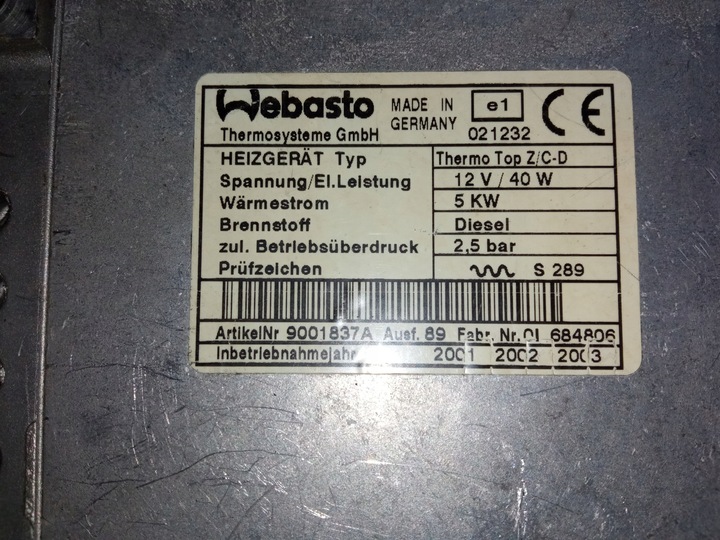 Webasto
Thermosysteme GmbH
MADE IN
GERMANY
e1
021232
CE
HEIZGERÄT Typ Thermo Top Z/C-D
Spannung/El.Leistung 12 V / 40 W
Wärmestrom 5 KW
Brennstoff Diesel
zul. Betriebsüberdruck 2,5 bar
Prüfzeichen S 289
ArtikelNr 9001837A Ausf. 89 Fabr. Nr. 01 684806
Inbetriebnahmejahr 2001 2002 2003